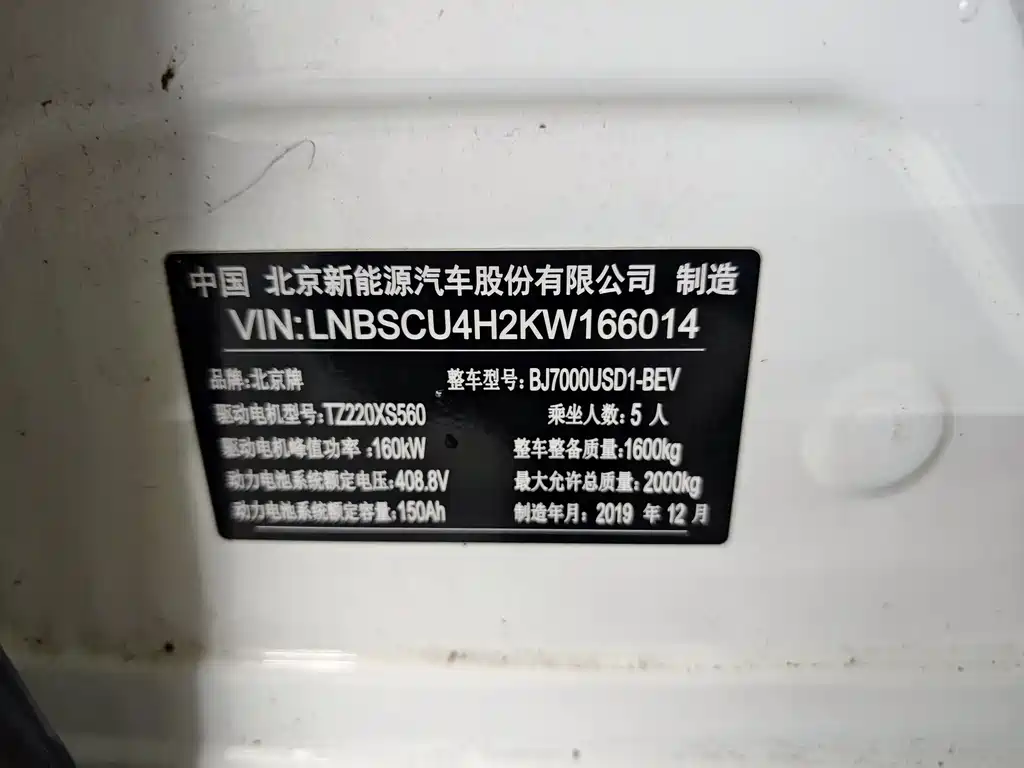 中国 北京新能源汽车股份有限公司 制造
VIN:LNBSCU4H2KW166014
品牌:北京牌 整车型号:BJ7000USD1-BEV
驱动电机型号:TZ220XS560 乘坐人数:5 人
驱动电机峰值功率:160kW 整车整备质量:1600kg
动力电池系统额定电压:408.8V 最大允许总质量:2000kg
动力电池系统额定容量:150Ah 制造年月:2019 年 12 月